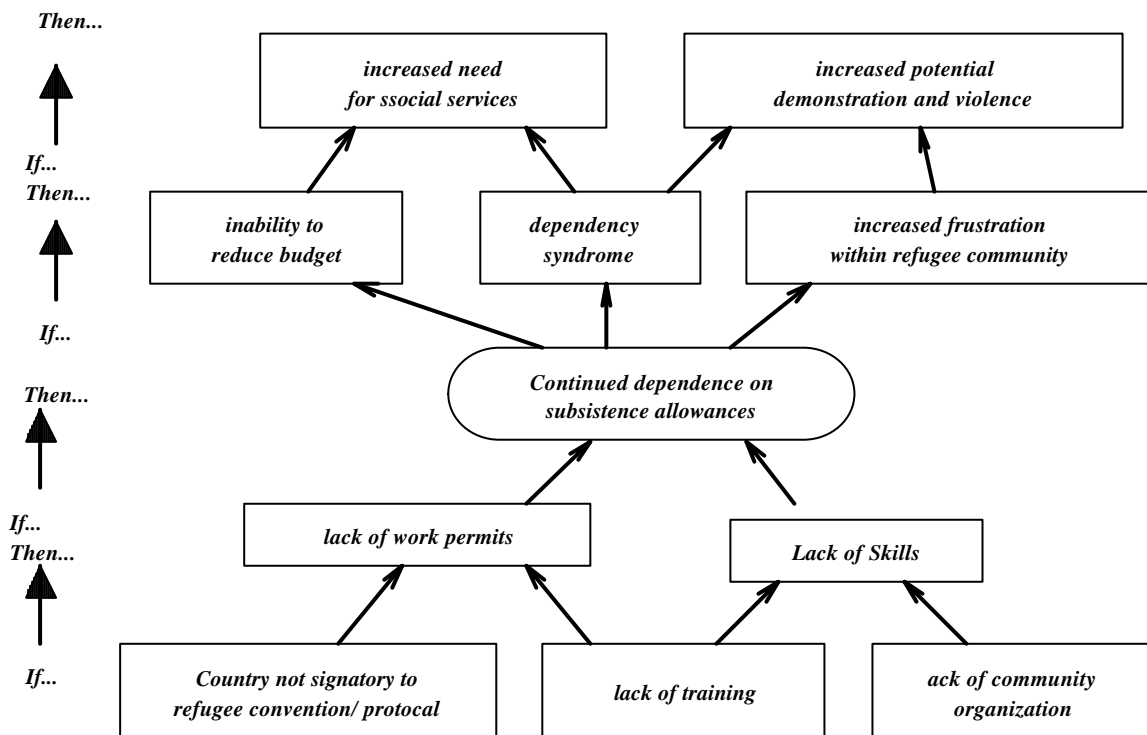 Then...
increased need
for ssocial services
increased potential
demonstration and violence
If...
Then...
inability to
reduce budget
dependency
syndrome
increased frustration
within refugee community
If...
Continued dependence on
subsistence allowances
Then...
If...
Then...
lack of work permits
Lack of Skills
If...
Country not signatory to
refugee convention/ protocal
lack of training
ack of community
organization